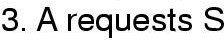 3. A requests S